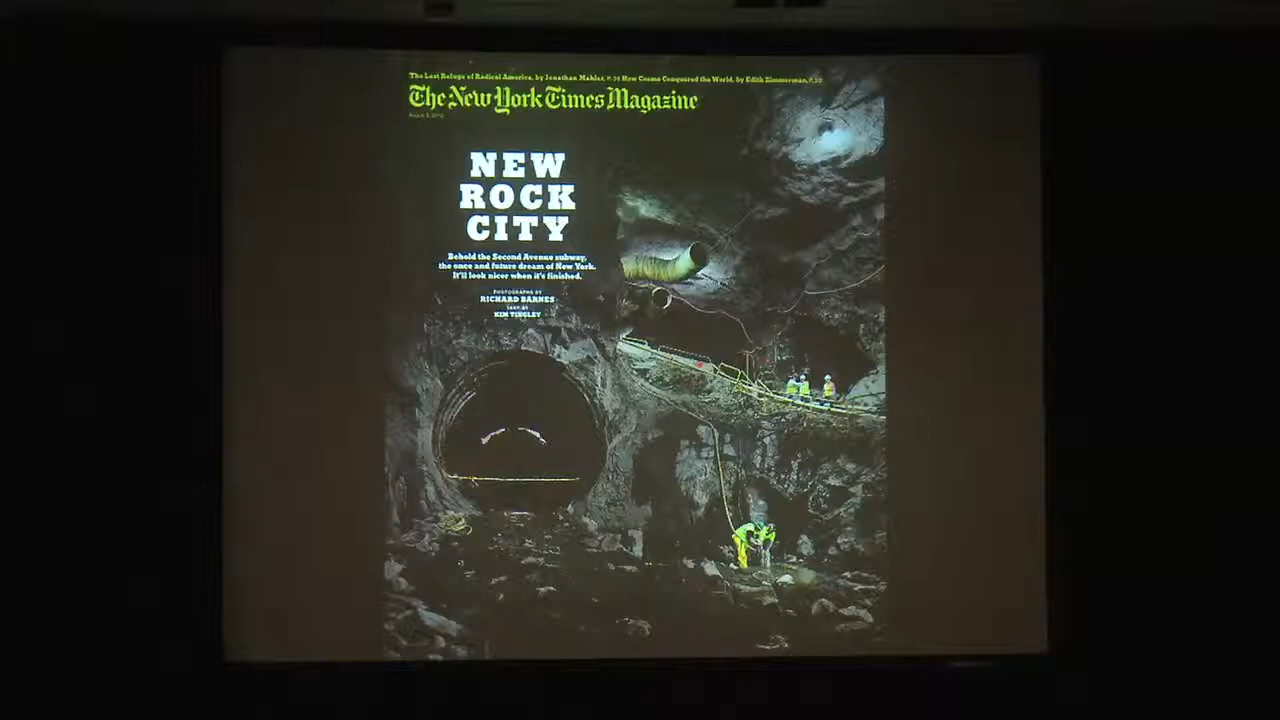 The Last Refuge of Radical America, by Jonathan Mahler, P. 30 How Cosmo Conquered the World, by Edith Zimmerman, P. 20
The New York Times Magazine
NEW
ROCK
CITY
Behold the Second Avenue subway,
the once and future dream of New York.
It'll look nicer when it's finished.
PHOTOGRAPHS BY
RICHARD BARNES
TEXT BY
KIM TINGLEY